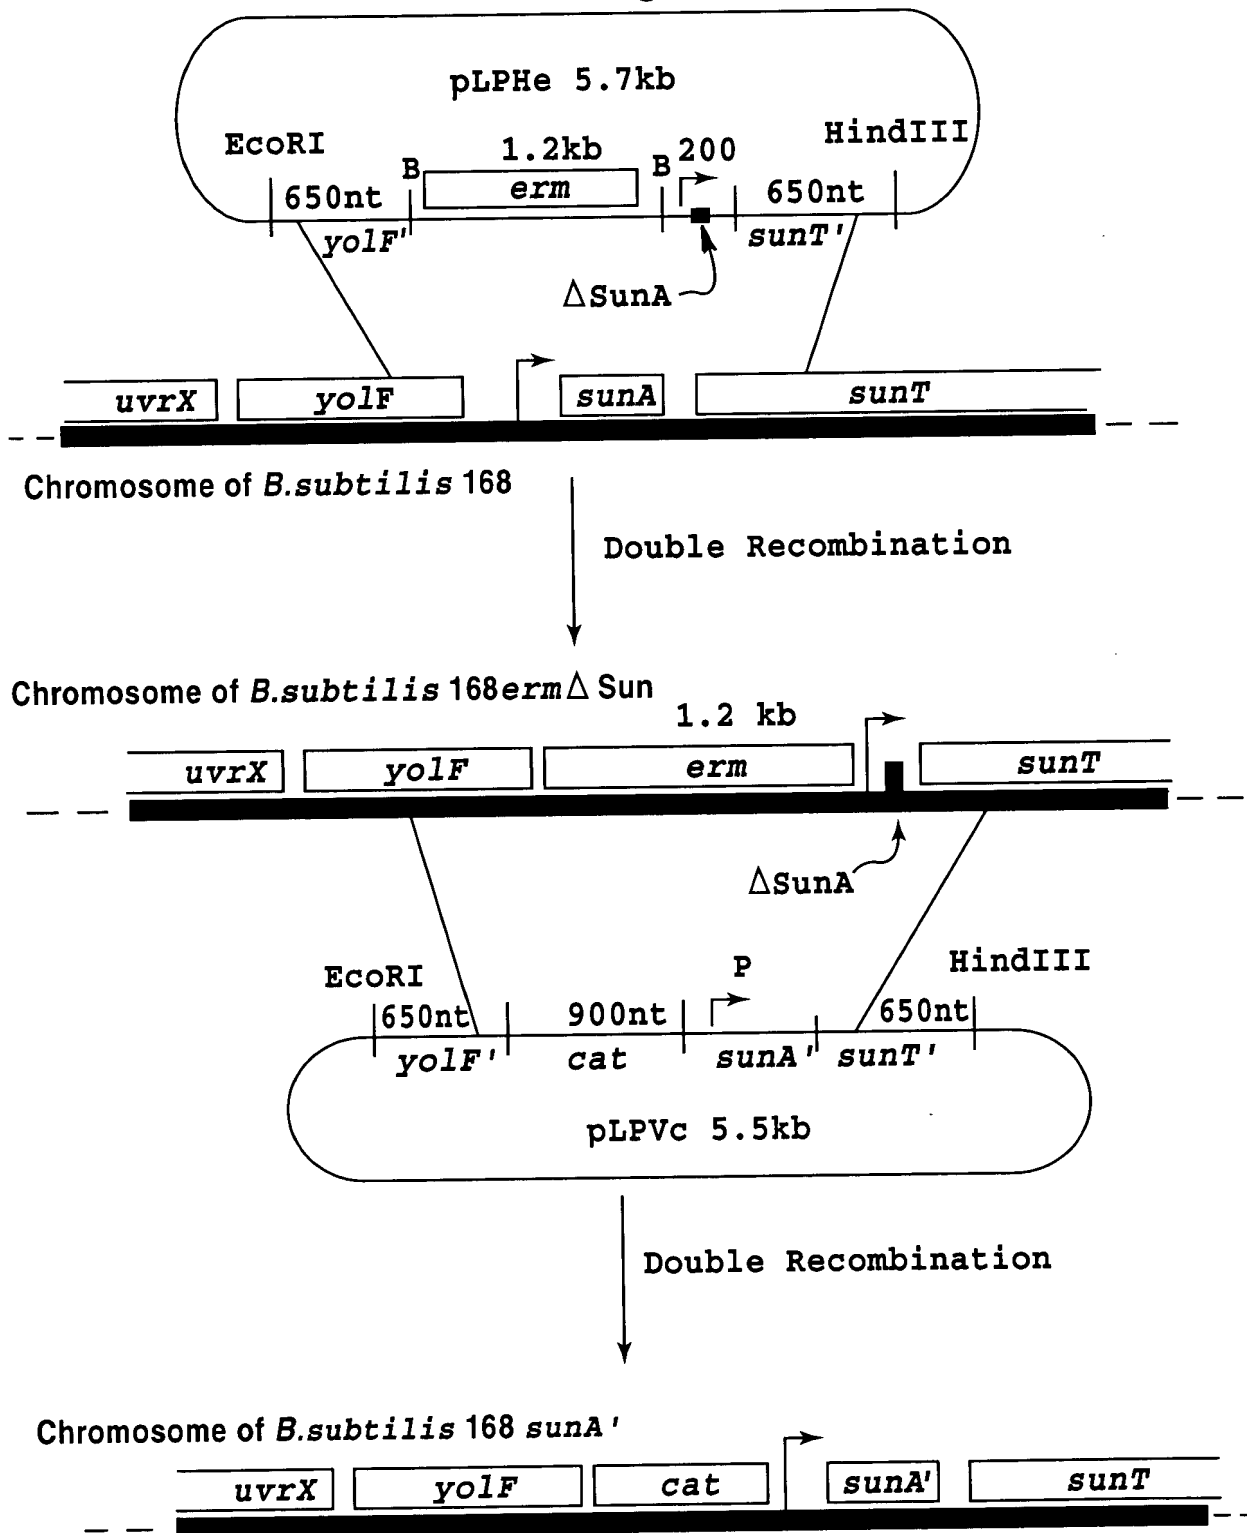 pLPHe 5.7kb
EcoRI
HindIII
B
1.2kb
B
200
650nt
erm
650nt
yolF'
sunT'
ΔSunA
uvrX
yolF
sunA
sunT
Chromosome of B.subtilis 168
Double Recombination
Chromosome of B.subtilis 168ermΔ Sun
1.2 kb
uvrX
yolF
erm
sunT
ΔSunA
EcoRI
P
HindIII
650nt
900nt
650nt
yolF'
cat
sunA'
sunT'
pLPVc 5.5kb
Double Recombination
Chromosome of B.subtilis 168 sunA'
uvrX
yolF
cat
sunA'
sunT